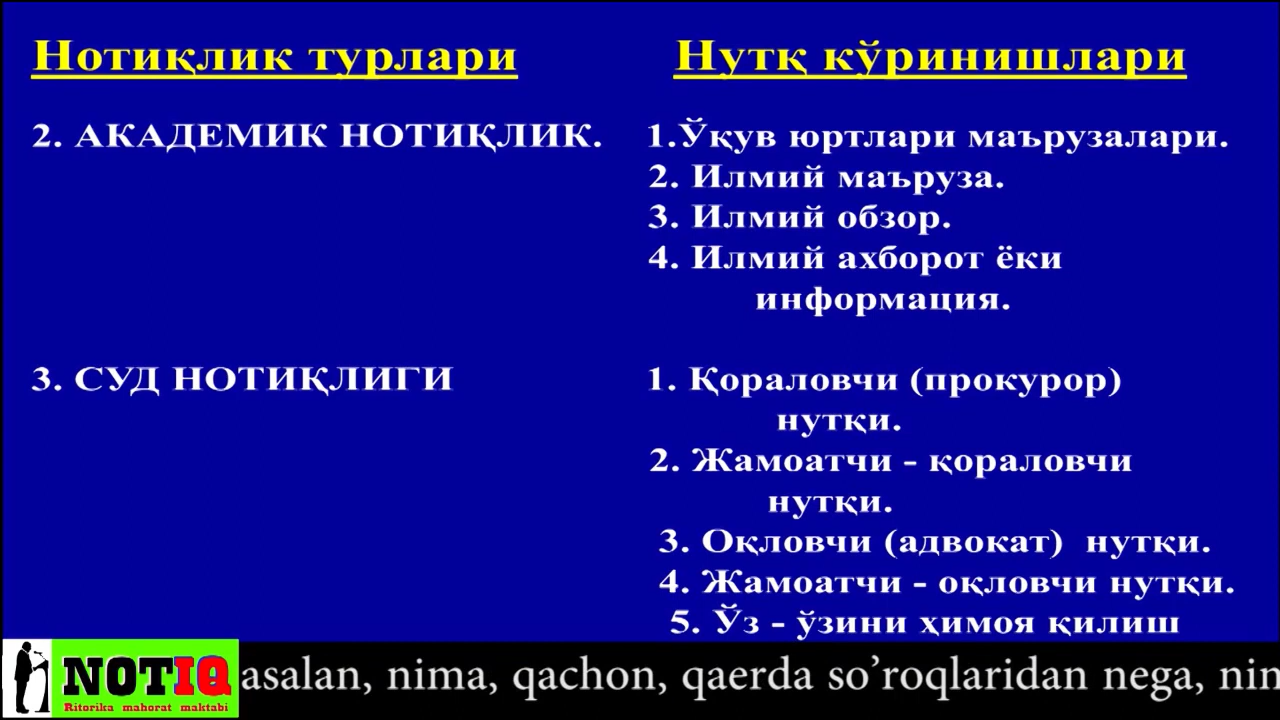 Нотиқлик турлари
Нутқ кўринишлари
2. АКАДЕМИК НОТИҚЛИК.
1.Ўқув юртлари маърузалари.
2. Илмий маъруза.
3. Илмий обзор.
4. Илмий ахборот ёки
информация.
3. СУД НОТИҚЛИГИ
1. Қораловчи (прокурор)
нутқи.
2. Жамоатчи - қораловчи
нутқи.
3. Оқловчи (адвокат) нутқи.
4. Жамоатчи - оқловчи нутқи.
5. Ўз - ўзини ҳимоя қилиш
NOTIQ
Ritorika mahorat maktabi
asalan, nima, qachon, qaerda so’roqlaridan nega, nin